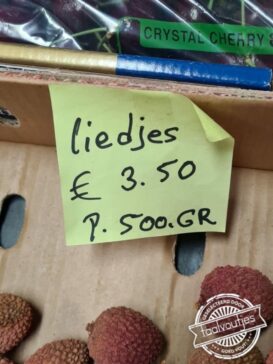 CRYSTAL CHERRY
liedjes
€ 3.50
P. 500.GR
taalvoutjes